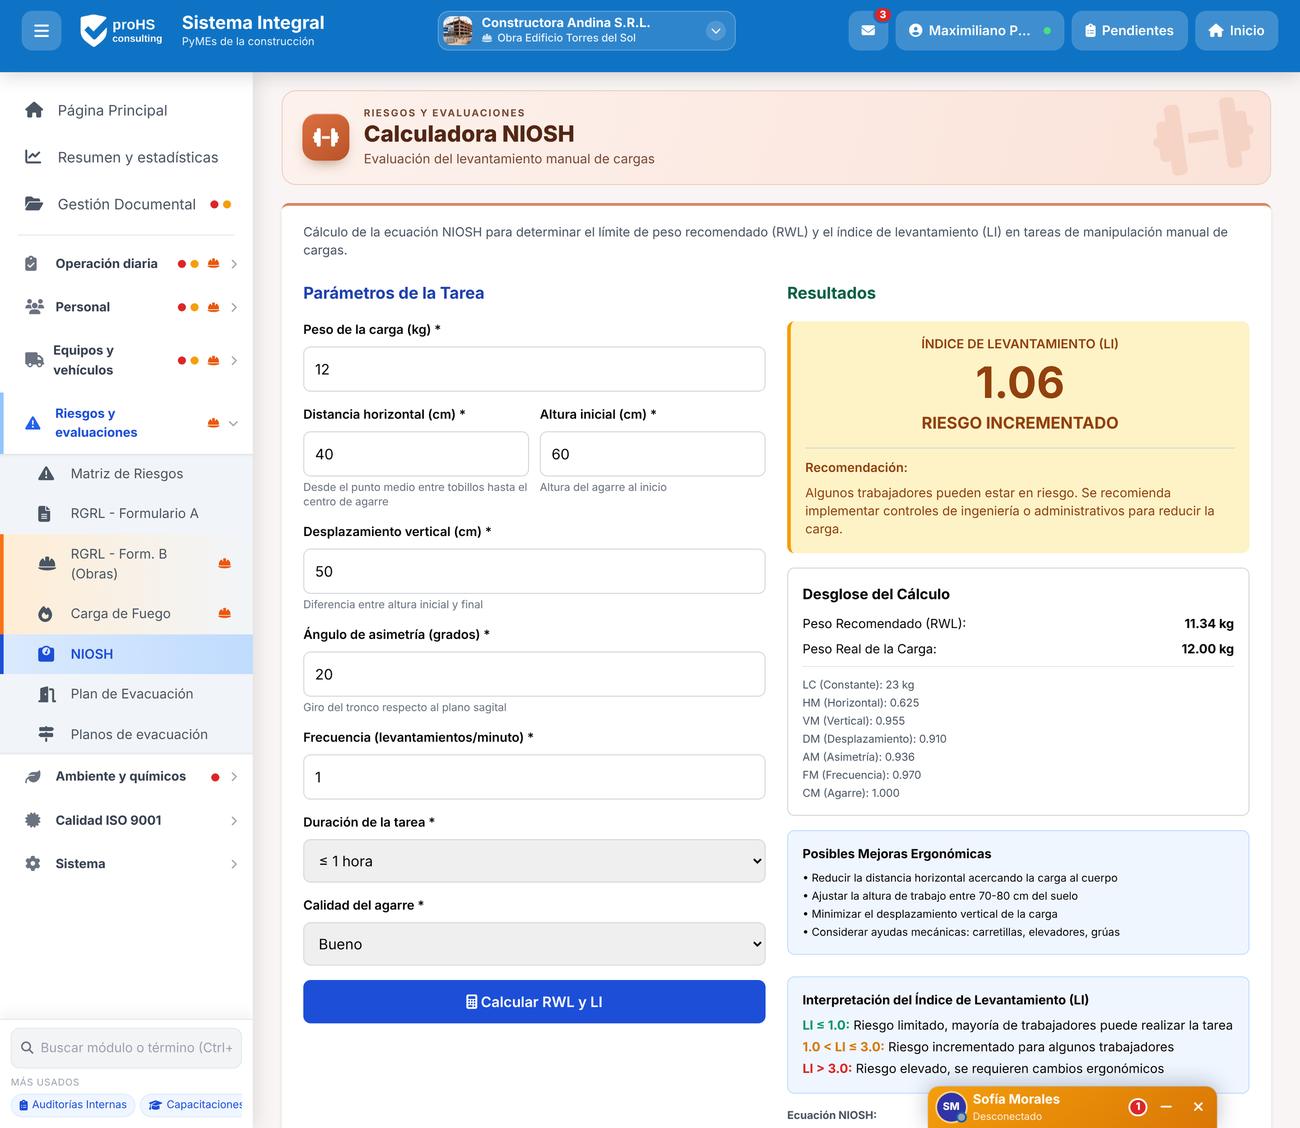 proHS
consulting
Sistema Integral
PyMEs de la construcción
Constructora Andina S.R.L.
Obra Edificio Torres del Sol
3
Maximiliano P...
Pendientes
Inicio
Página Principal
Resumen y estadísticas
Gestión Documental
Operación diaria
Personal
Equipos y
vehículos
Riesgos y
evaluaciones
Matriz de Riesgos
RGRL - Formulario A
RGRL - Form. B
(Obras)
Carga de Fuego
NIOSH
Plan de Evacuación
Planos de evacuación
Ambiente y químicos
Calidad ISO 9001
Sistema
Buscar módulo o término (Ctrl+
MÁS USADOS
Auditorías Internas
Capacitaciones
RIESGOS Y EVALUACIONES
Calculadora NIOSH
Evaluación del levantamiento manual de cargas
Cálculo de la ecuación NIOSH para determinar el límite de peso recomendado (RWL) y el índice de levantamiento (LI) en tareas de manipulación manual de
cargas.
Parámetros de la Tarea
Peso de la carga (kg) *
12
Distancia horizontal (cm) *
40
Desde el punto medio entre tobillos hasta el
centro de agarre
Altura inicial (cm) *
60
Altura del agarre al inicio
Desplazamiento vertical (cm) *
50
Diferencia entre altura inicial y final
Ángulo de asimetría (grados) *
20
Giro del tronco respecto al plano sagital
Frecuencia (levantamientos/minuto) *
1
Duración de la tarea *
≤ 1 hora
Calidad del agarre *
Bueno
Calcular RWL y LI
Resultados
ÍNDICE DE LEVANTAMIENTO (LI)
1.06
RIESGO INCREMENTADO
Recomendación:
Algunos trabajadores pueden estar en riesgo. Se recomienda
implementar controles de ingeniería o administrativos para reducir la
carga.
Desglose del Cálculo
Peso Recomendado (RWL): 11.34 kg
Peso Real de la Carga: 12.00 kg
LC (Constante): 23 kg
HM (Horizontal): 0.625
VM (Vertical): 0.955
DM (Desplazamiento): 0.910
AM (Asimetría): 0.936
FM (Frecuencia): 0.970
CM (Agarre): 1.000
Posibles Mejoras Ergonómicas
• Reducir la distancia horizontal acercando la carga al cuerpo
• Ajustar la altura de trabajo entre 70-80 cm del suelo
• Minimizar el desplazamiento vertical de la carga
• Considerar ayudas mecánicas: carretillas, elevadores, grúas
Interpretación del Índice de Levantamiento (LI)
LI ≤ 1.0: Riesgo limitado, mayoría de trabajadores puede realizar la tarea
1.0 < LI ≤ 3.0: Riesgo incrementado para algunos trabajadores
LI > 3.0: Riesgo elevado, se requieren cambios ergonómicos
Ecuación NIOSH:
SM
Sofía Morales
Desconectado
1